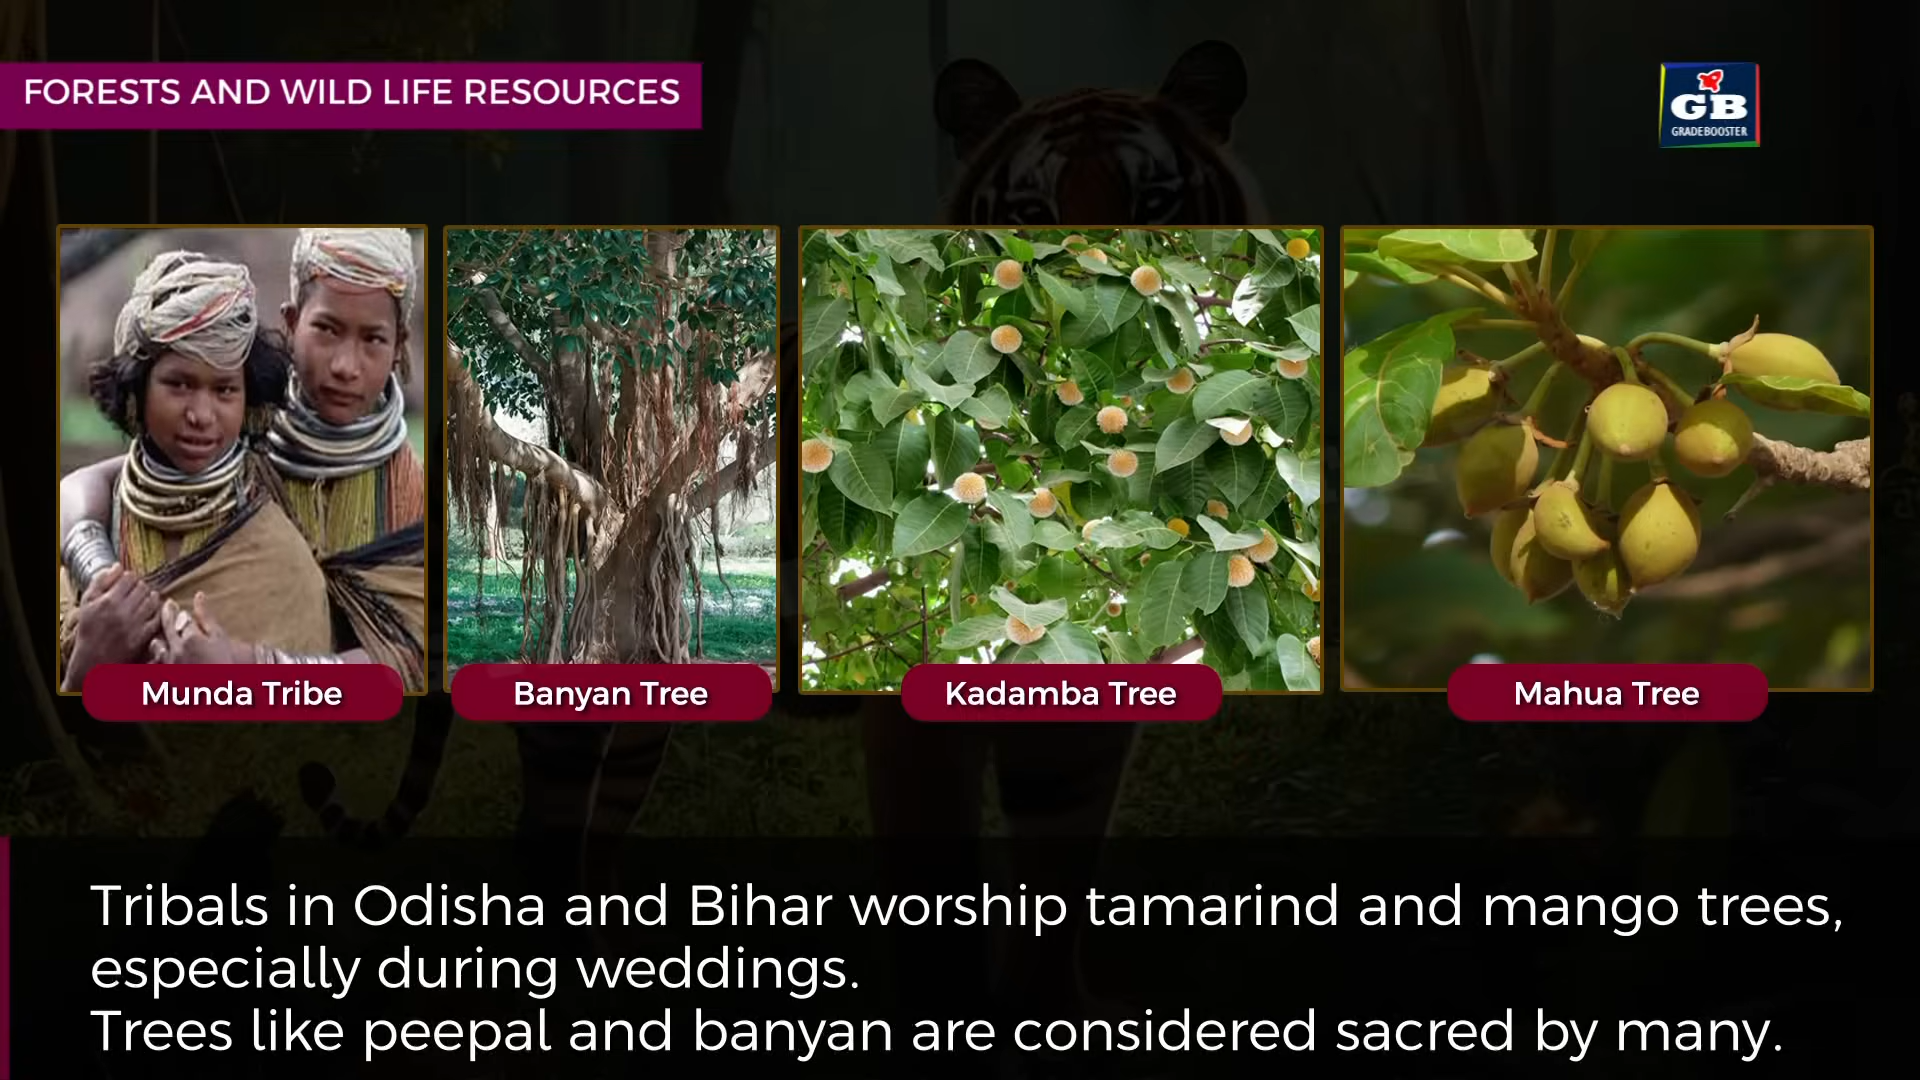 FORESTS AND WILD LIFE RESOURCES
GB
GRADEBOOSTER
Munda Tribe
Banyan Tree
Kadamba Tree
Mahua Tree
Tribals in Odisha and Bihar worship tamarind and mango trees,
especially during weddings.
Trees like peepal and banyan are considered sacred by many.